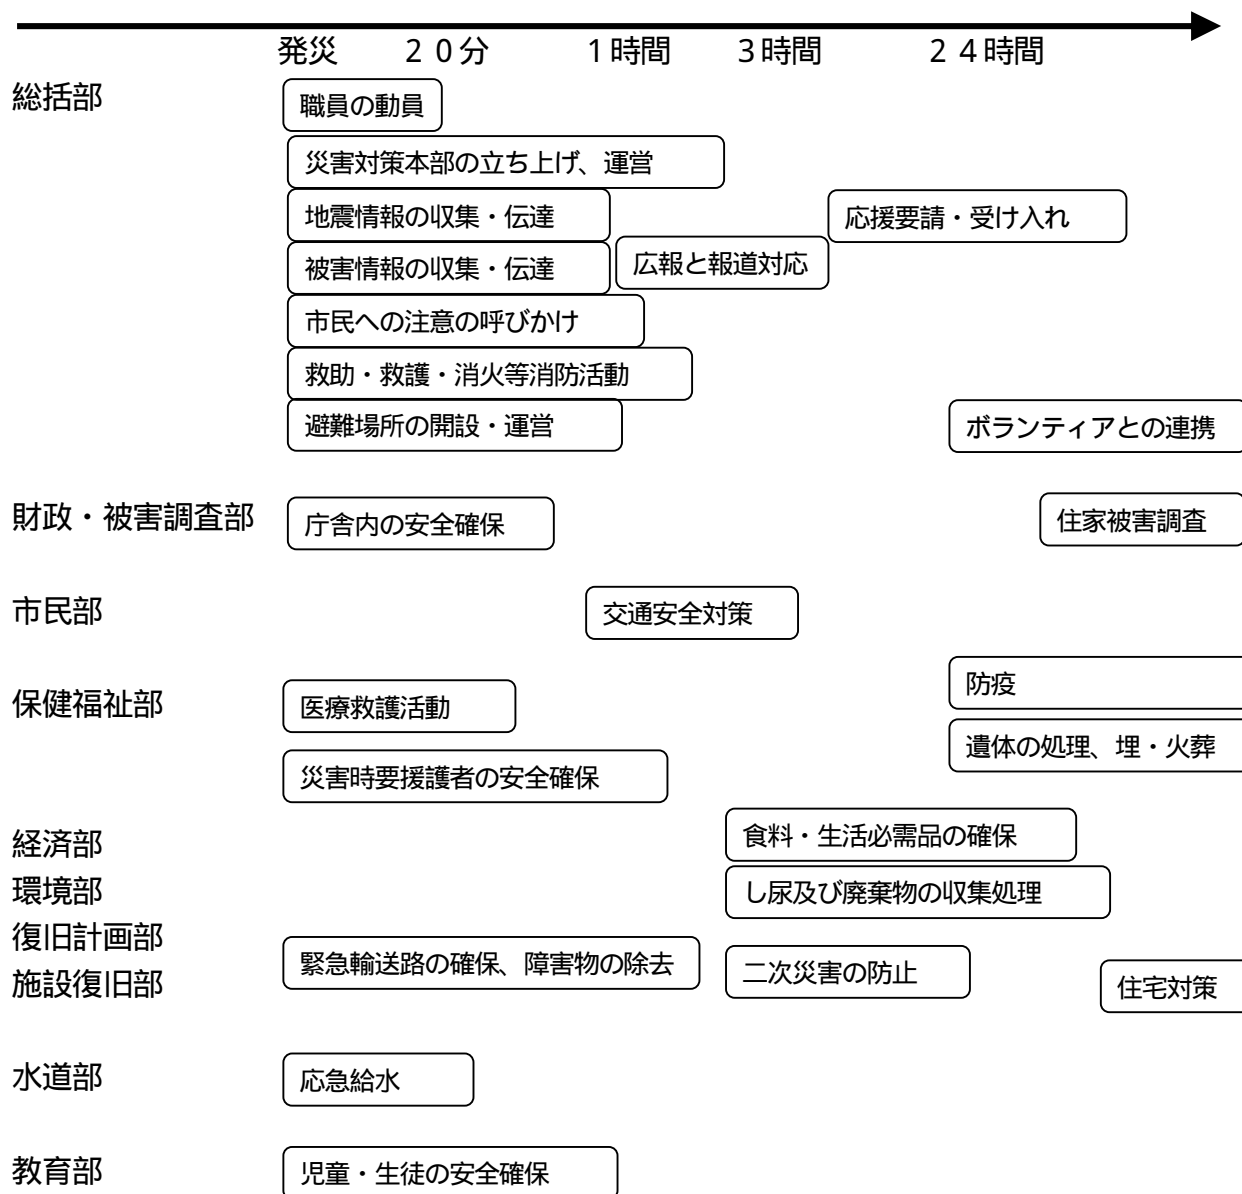 発災 ２０分 １時間 ３時間 ２４時間
総括部
職員の動員
災害対策本部の立ち上げ、運営
地震情報の収集・伝達
応援要請・受け入れ
被害情報の収集・伝達
広報と報道対応
市民への注意の呼びかけ
救助・救護・消火等消防活動
避難場所の開設・運営
ボランティアとの連携
財政・被害調査部
庁舎内の安全確保
住家被害調査
市民部
交通安全対策
保健福祉部
医療救護活動
防疫
遺体の処理、埋・火葬
災害時要援護者の安全確保
経済部
食料・生活必需品の確保
環境部
し尿及び廃棄物の収集処理
復旧計画部
施設復旧部
緊急輸送路の確保、障害物の除去
二次災害の防止
住宅対策
水道部
応急給水
教育部
児童・生徒の安全確保